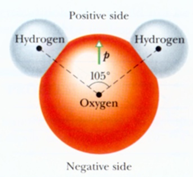 Positive side
Hydrogen
Hydrogen
p
105°
Oxygen
Negative side